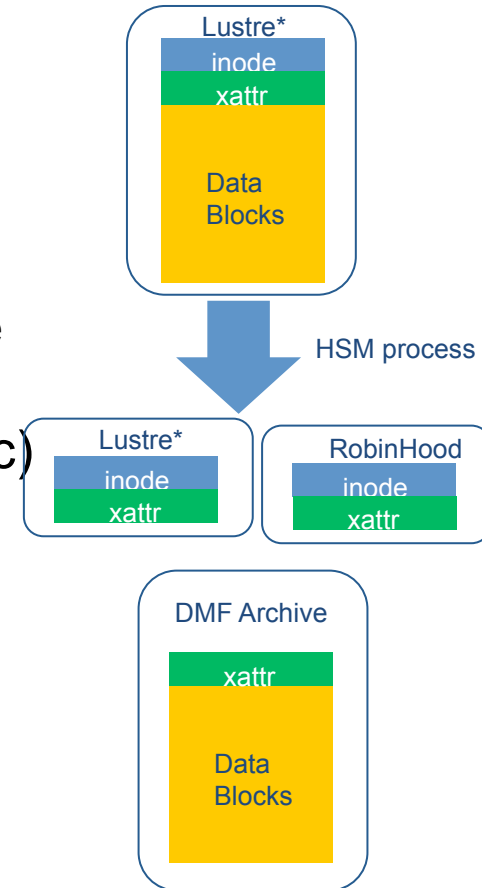 Lustre*
inode
xattr
Data
Blocks
e
HSM process
c)
Lustre*
inode
xattr
RobinHood
inode
xattr
DMF Archive
xattr
Data
Blocks